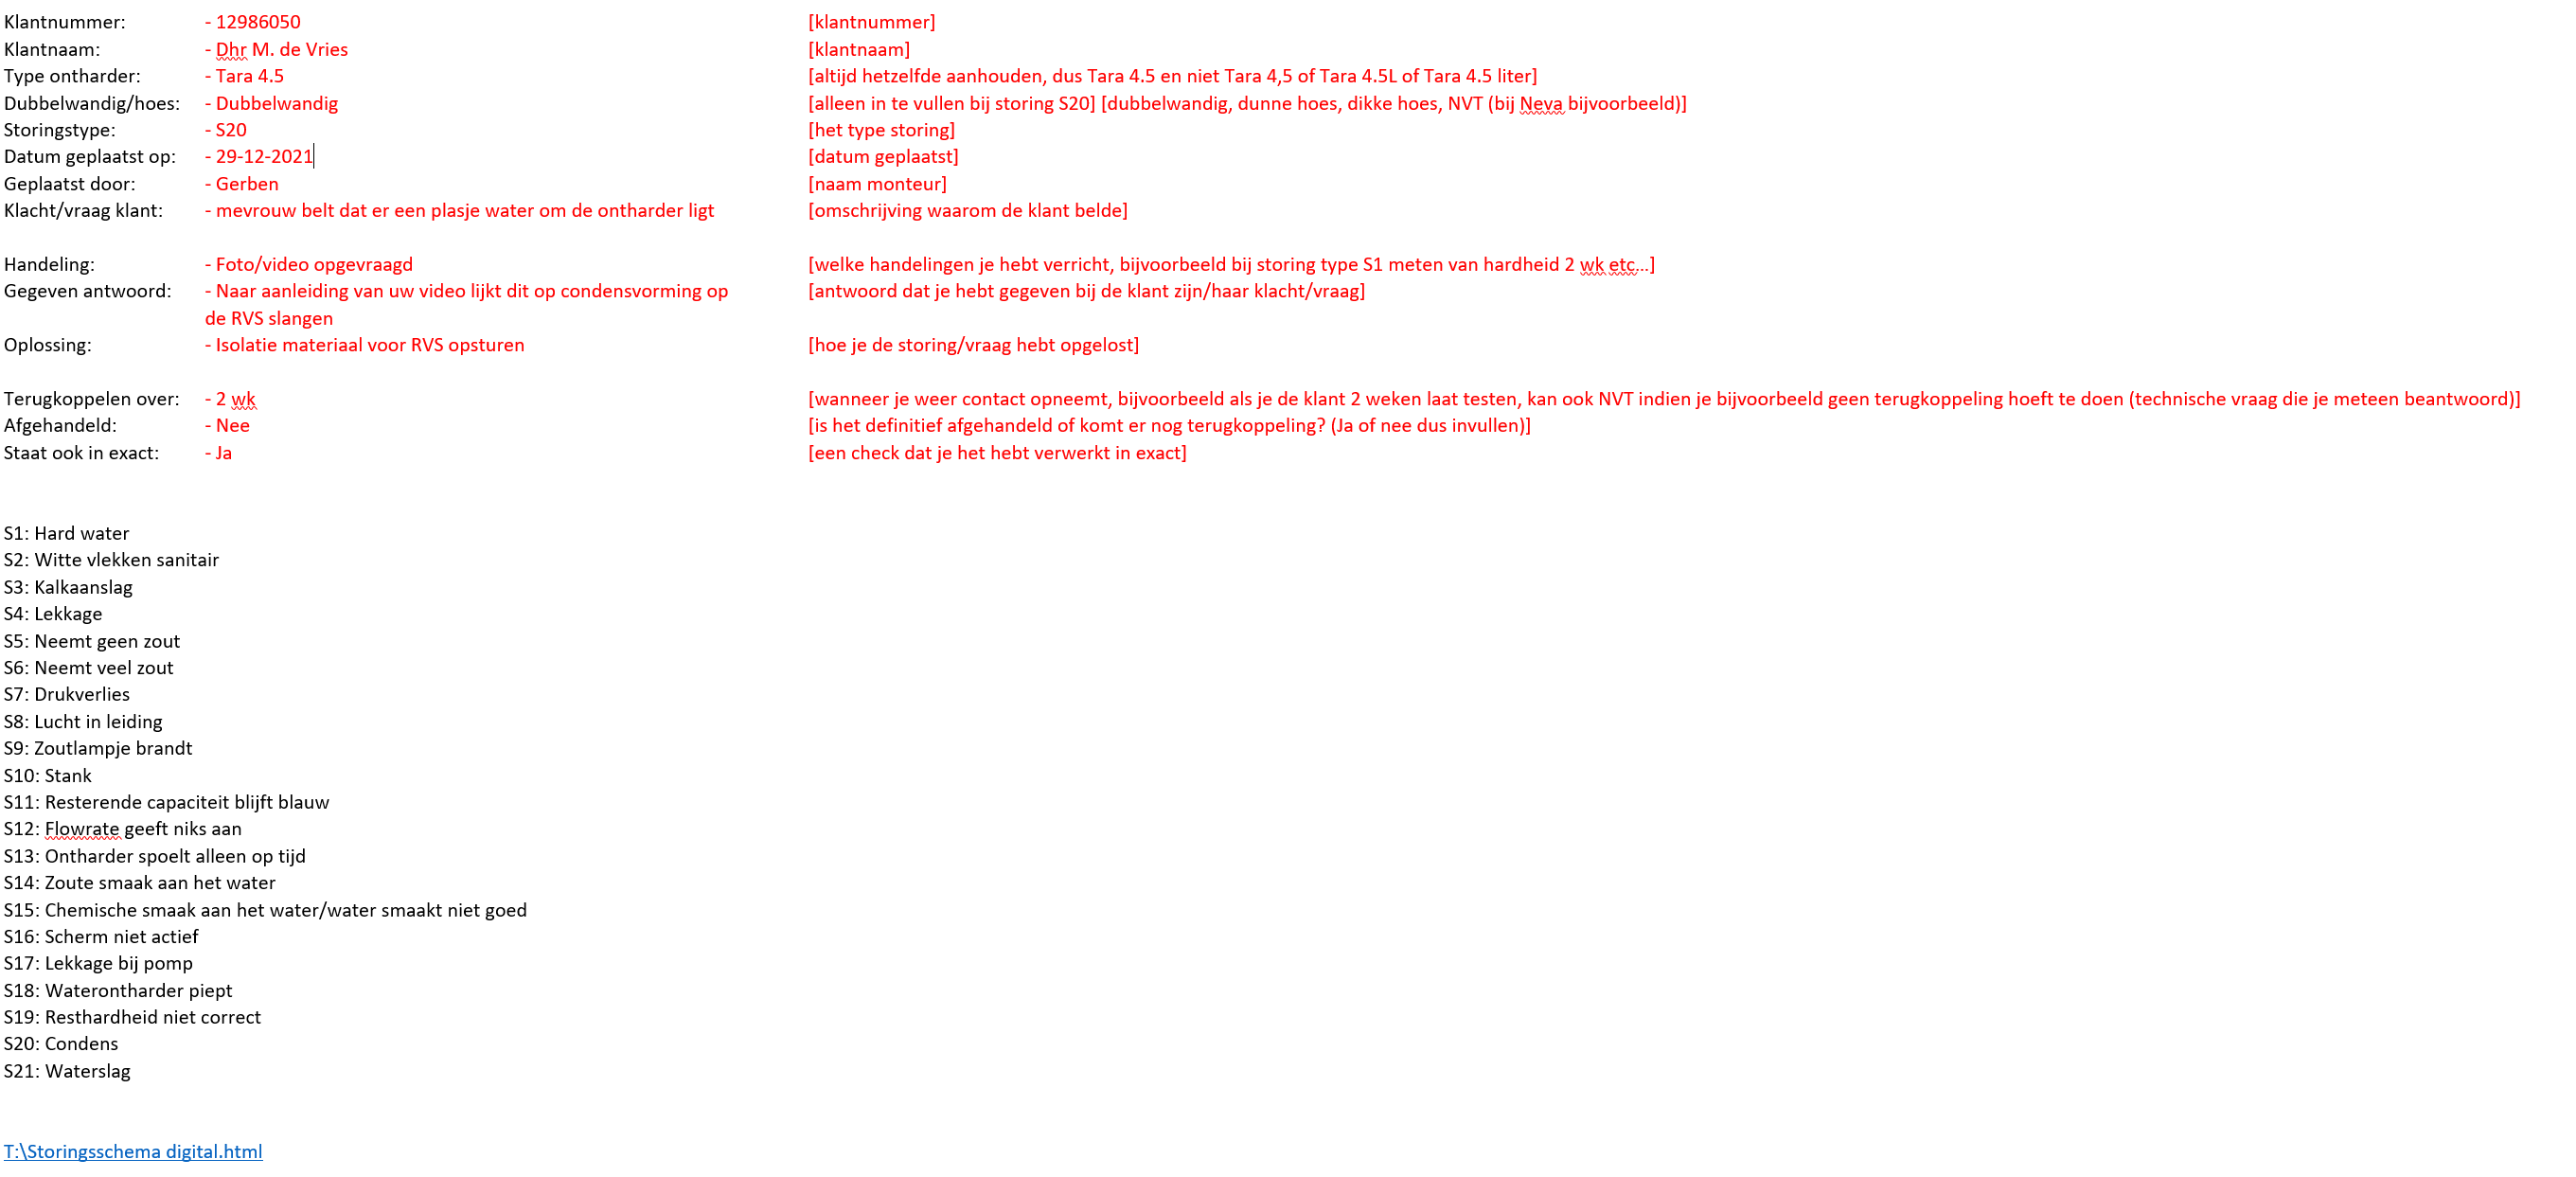 Klantnummer: - 12986050 [klantnummer]
Klantnaam: - Dhr M. de Vries [klantnaam]
Type ontharder: - Tara 4.5 [altijd hetzelfde aanhouden, dus Tara 4.5 en niet Tara 4,5 of Tara 4.5L of Tara 4.5 liter]
Dubbelwandig/hoes: - Dubbelwandig [alleen in te vullen bij storing S20] [dubbelwandig, dunne hoes, dikke hoes, NVT (bij Neva bijvoorbeeld)]
Storingstype: - S20 [het type storing]
Datum geplaatst op: - 29-12-2021 [datum geplaatst]
Geplaatst door: - Gerben [naam monteur]
Klacht/vraag klant: - mevrouw belt dat er een plasje water om de ontharder ligt [omschrijving waarom de klant belde]
Handeling: - Foto/video opgevraagd [welke handelingen je hebt verricht, bijvoorbeeld bij storing type S1 meten van hardheid 2 wk etc...]
Gegeven antwoord: - Naar aanleiding van uw video lijkt dit op condensvorming op [antwoord dat je hebt gegeven bij de klant zijn/haar klacht/vraag]
de RVS slangen
Oplossing: - Isolatie materiaal voor RVS opsturen [hoe je de storing/vraag hebt opgelost]
Terugkoppelen over: - 2 wk [wanneer je weer contact opneemt, bijvoorbeeld als je de klant 2 weken laat testen, kan ook NVT indien je bijvoorbeeld geen terugkoppeling hoeft te doen (technische vraag die je meteen beantwoord)]
Afgehandeld: - Nee [is het definitief afgehandeld of komt er nog terugkoppeling? (Ja of nee dus invullen)]
Staat ook in exact: - Ja [een check dat je het hebt verwerkt in exact]
S1: Hard water
S2: Witte vlekken sanitair
S3: Kalkaanslag
S4: Lekkage
S5: Neemt geen zout
S6: Neemt veel zout
S7: Drukverlies
S8: Lucht in leiding
S9: Zoutlampje brandt
S10: Stank
S11: Resterende capaciteit blijft blauw
S12: Flowrate geeft niks aan
S13: Ontharder spoelt alleen op tijd
S14: Zoute smaak aan het water
S15: Chemische smaak aan het water/water smaakt niet goed
S16: Scherm niet actief
S17: Lekkage bij pomp
S18: Waterontharder piept
S19: Resthardheid niet correct
S20: Condens
S21: Waterslag
T:\Storingsschema digital.html